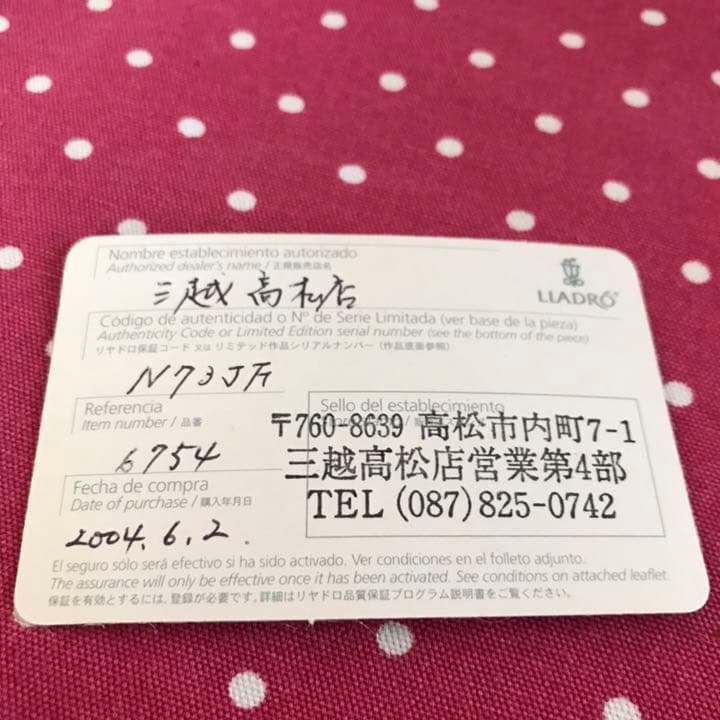 Nombre establecimiento autorizado
Authorized dealer's name / 正規販売店名
三越高松店
LLADRÓ
Código de autenticidad o Nº de Serie Limitada (ver base de la pieza)
Authenticity Code or Limited Edition serial number (see the bottom of the piece)
リヤドロ保証コード 又は リミテッド作品シリアルナンバー (作品底面参照)
N73JF
Referencia
Item number / 品番
6754
Sello del establecimiento
〒760-8639 高松市内町7-1
三越高松店営業第4部
TEL (087)825-0742
Fecha de compra
Date of purchase / 購入年月日
2004.6.2.
El seguro sólo será efectivo si ha sido activado. Ver condiciones en el folleto adjunto.
The assurance will only be effective once it has been activated. See conditions on attached leaflet.
保証を有効とするには、登録が必要です。詳細はリヤドロ品質保証プログラム説明書をご覧ください。